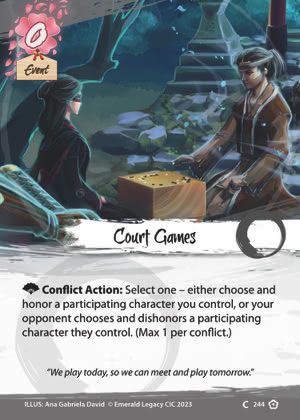 Event
Court Games
Conflict Action: Select one – either choose and
honor a participating character you control, or your
opponent chooses and dishonors a participating
character they control. (Max 1 per conflict.)
“We play today, so we can meet and play tomorrow.”
ILLUS: Ana Gabriela David © Emerald Legacy CIC 2023
C 244